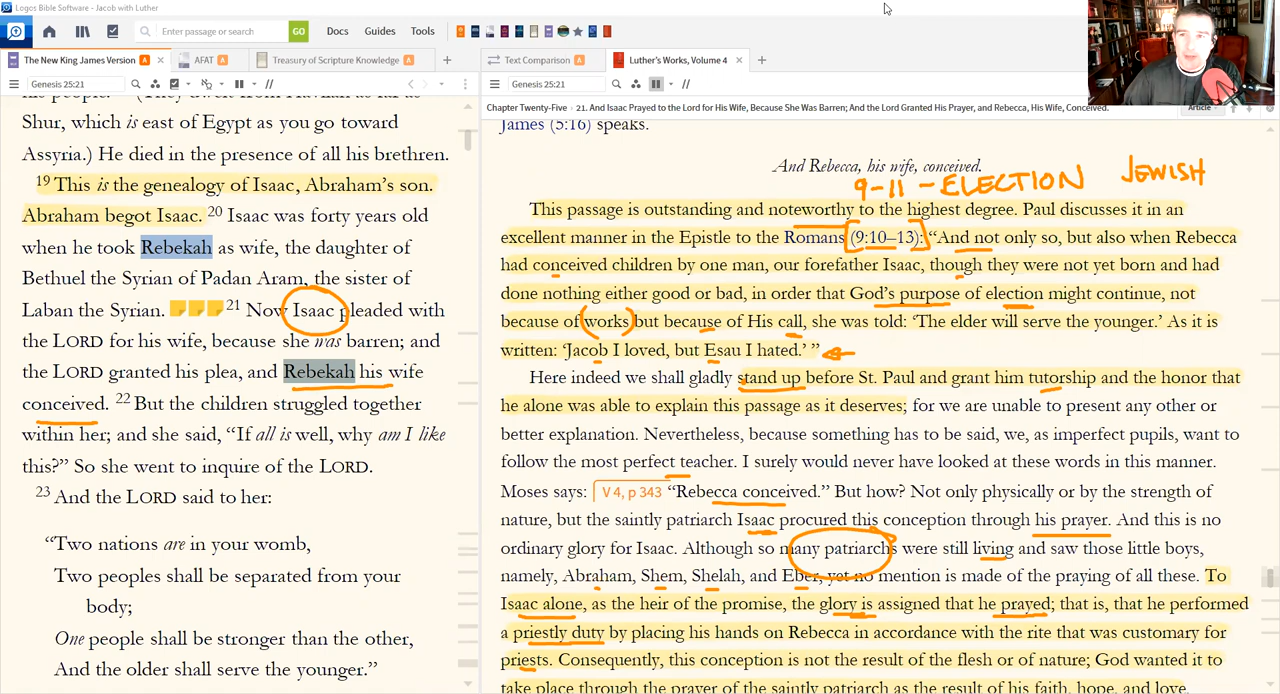 Logos Bible Software - Jacob with Luther
Enter passage or search
GO
Docs
Guides
Tools
The New King James Version A
AFAT A
Treasury of Scripture Knowledge A
Genesis 25:21
Shur, which is east of Egypt as you go toward
Assyria.) He died in the presence of all his brethren.
19 This is the genealogy of Isaac, Abraham's son.
Abraham begot Isaac. 20 Isaac was forty years old
when he took Rebekah as wife, the daughter of
Bethuel the Syrian of Padan Aram, the sister of
Laban the Syrian. 21 Now Isaac pleaded with
the LORD for his wife, because she was barren; and
the LORD granted his plea, and Rebekah his wife
conceived. 22 But the children struggled together
within her; and she said, "If all is well, why am I like
this?" So she went to inquire of the LORD.
23 And the LORD said to her:
"Two nations are in your womb,
Two peoples shall be separated from your
body;
One people shall be stronger than the other,
And the older shall serve the younger."
Text Comparison A
Luther's Works, Volume 4
Genesis 25:21
Chapter Twenty-Five • 21. And Isaac Prayed to the Lord for His Wife, Because She Was Barren; And the Lord Granted His Prayer, and Rebecca, His Wife, Conceived.
Article
James (5:16) speaks.
And Rebecca, his wife, conceived.
9-11 - ELECTION JEWISH
This passage is outstanding and noteworthy to the highest degree. Paul discusses it in an
excellent manner in the Epistle to the Romans (9:10–13): "And not only so, but also when Rebecca
had conceived children by one man, our forefather Isaac, though they were not yet born and had
done nothing either good or bad, in order that God's purpose of election might continue, not
because of works but because of His call, she was told: 'The elder will serve the younger.' As it is
written: 'Jacob I loved, but Esau I hated.' "
Here indeed we shall gladly stand up before St. Paul and grant him tutorship and the honor that
he alone was able to explain this passage as it deserves; for we are unable to present any other or
better explanation. Nevertheless, because something has to be said, we, as imperfect pupils, want to
follow the most perfect teacher. I surely would never have looked at these words in this manner.
Moses says: V 4, p 343 "Rebecca conceived." But how? Not only physically or by the strength of
nature, but the saintly patriarch Isaac procured this conception through his prayer. And this is no
ordinary glory for Isaac. Although so many patriarchs were still living and saw those little boys,
namely, Abraham, Shem, Shelah, and Eber, yet no mention is made of the praying of all these. To
Isaac alone, as the heir of the promise, the glory is assigned that he prayed; that is, that he performed
a priestly duty by placing his hands on Rebecca in accordance with the rite that was customary for
priests. Consequently, this conception is not the result of the flesh or of nature; God wanted it to
take place through the prayer of the saintly patriarch as the result of his faith, hope, and love